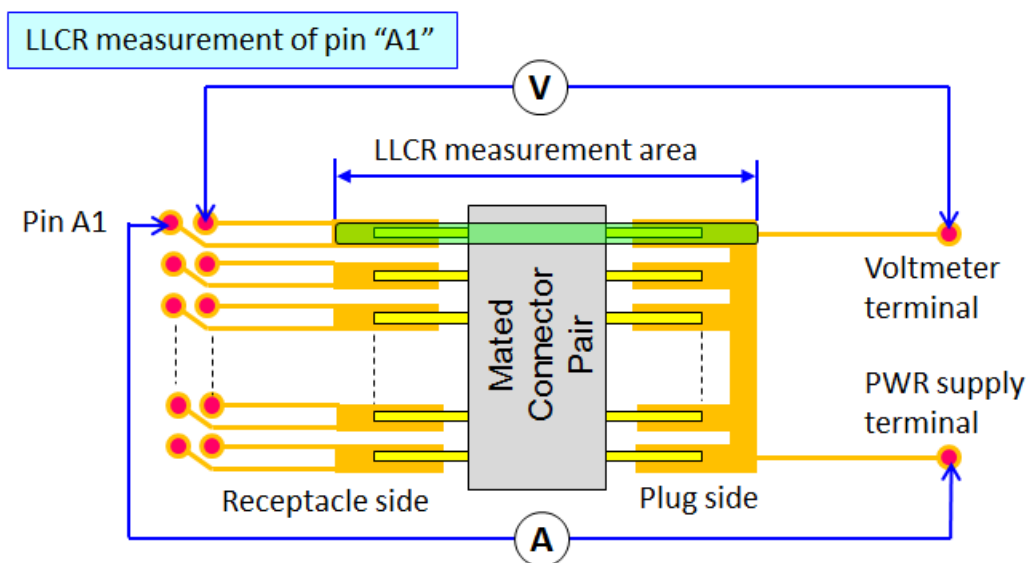 LLCR measurement of pin “A1”
V
LLCR measurement area
Pin A1
Mated
Connector
Pair
Voltmeter
terminal
PWR supply
terminal
Receptacle side
Plug side
A